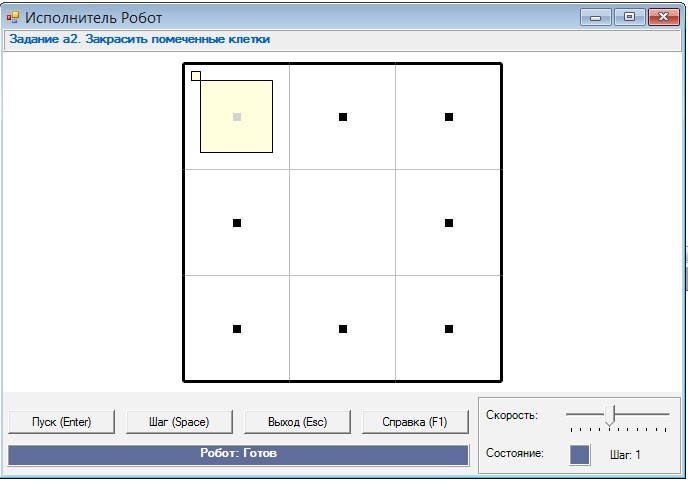 Исполнитель Робот
Задание a2. Закрасить помеченные клетки
Пуск (Enter) Шаг (Space) Выход (Esc) Справка (F1)
Робот: Готов
Скорость:
Состояние: Шаг: 1